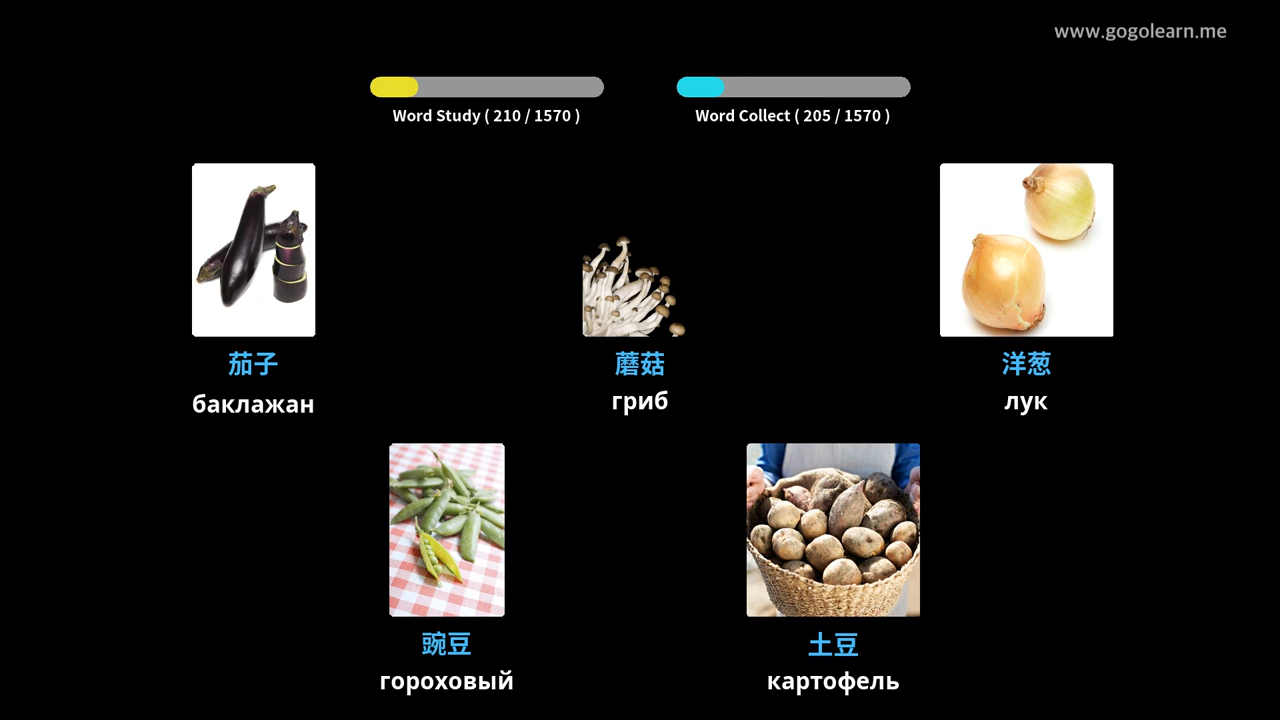 www.gogolearn.me
Word Study ( 210 / 1570 )
Word Collect ( 205 / 1570 )
茄子
баклажан
蘑菇
гриб
洋葱
лук
豌豆
гороховый
土豆
картофель